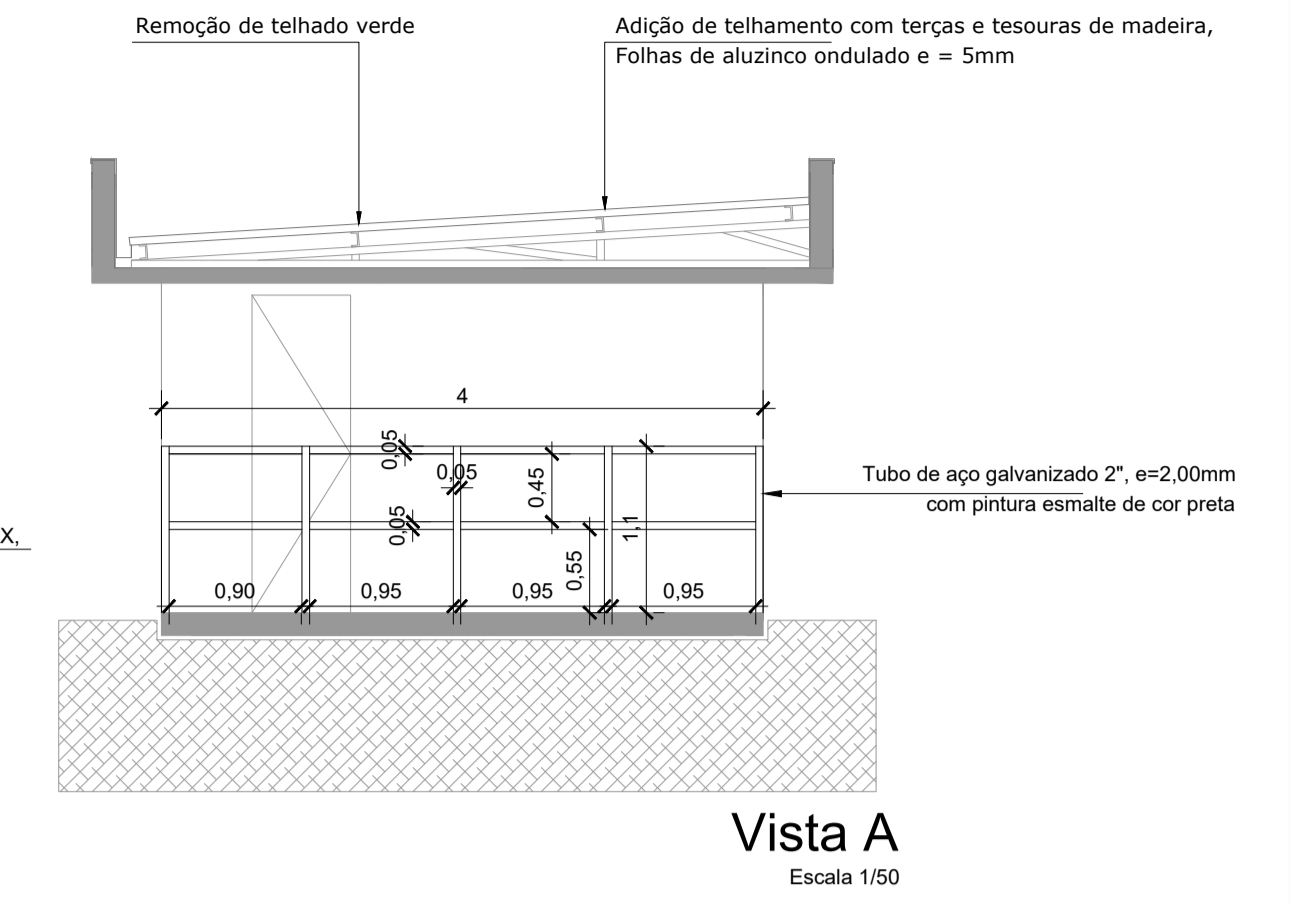 Remoção de telhado verde
Adição de telhamento com terças e tesouras de madeira,
Folhas de aluzinco ondulado e = 5mm
4
0,05
0,05
0,45
0,05
1,1
0,55
0,90
0,95
0,95
0,95
Tubo de aço galvanizado 2", e=2,00mm
com pintura esmalte de cor preta
X,
Vista A
Escala 1/50